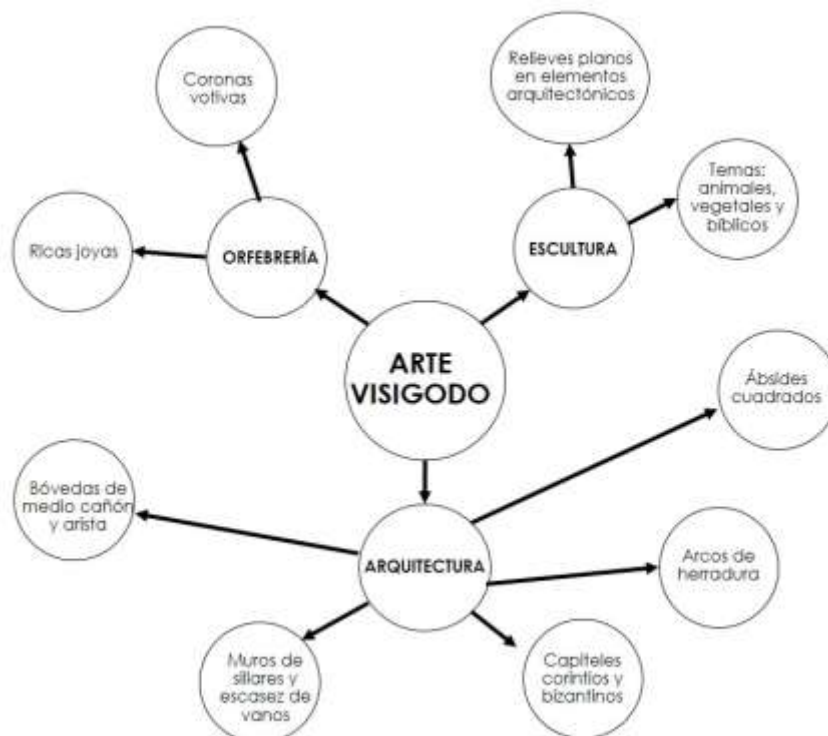 Coronas
votivas
Relieves planos
en elementos
arquitectónicos
Temas:
animales,
vegetales y
bíblicos
Ricas joyas
ORFEBRERÍA
ESCULTURA
ARTE
VISIGODO
Ábsides
cuadrados
Bóvedas de
medio cañón
y arista
ARQUITECTURA
Arcos de
herradura
Muros de
sillares y
escasez de
vanos
Capiteles
corintios y
bizantinos